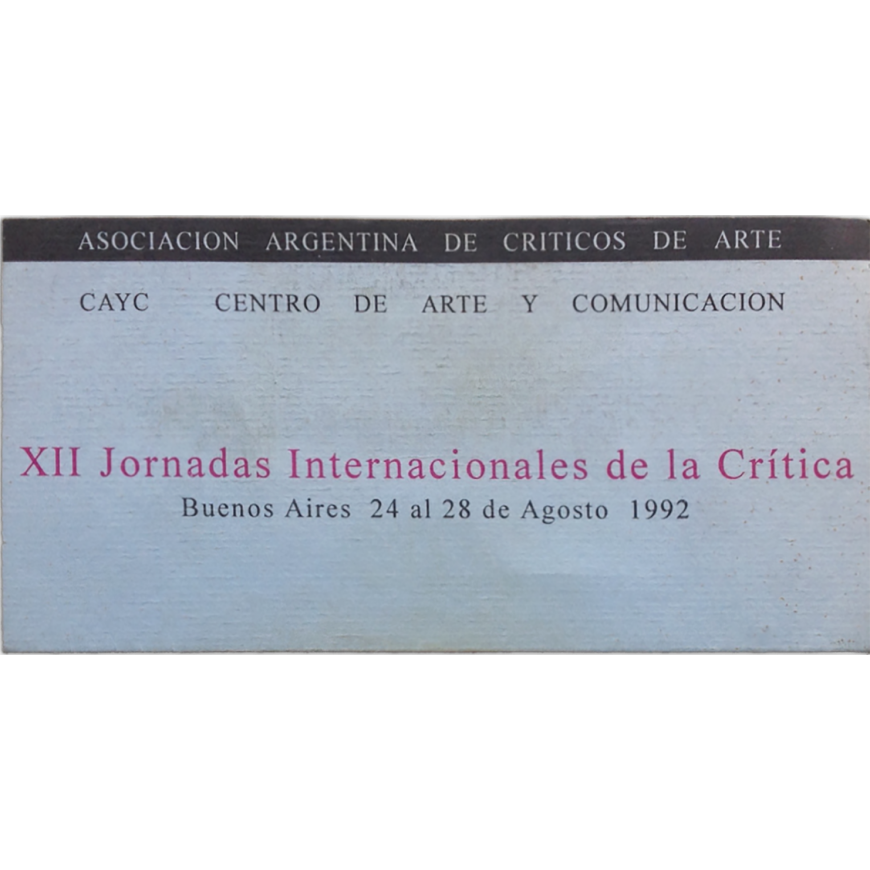 ASOCIACION ARGENTINA DE CRITICOS DE ARTE
CAYC CENTRO DE ARTE Y COMUNICACION
XII Jornadas Internacionales de la Crítica
Buenos Aires 24 al 28 de Agosto 1992